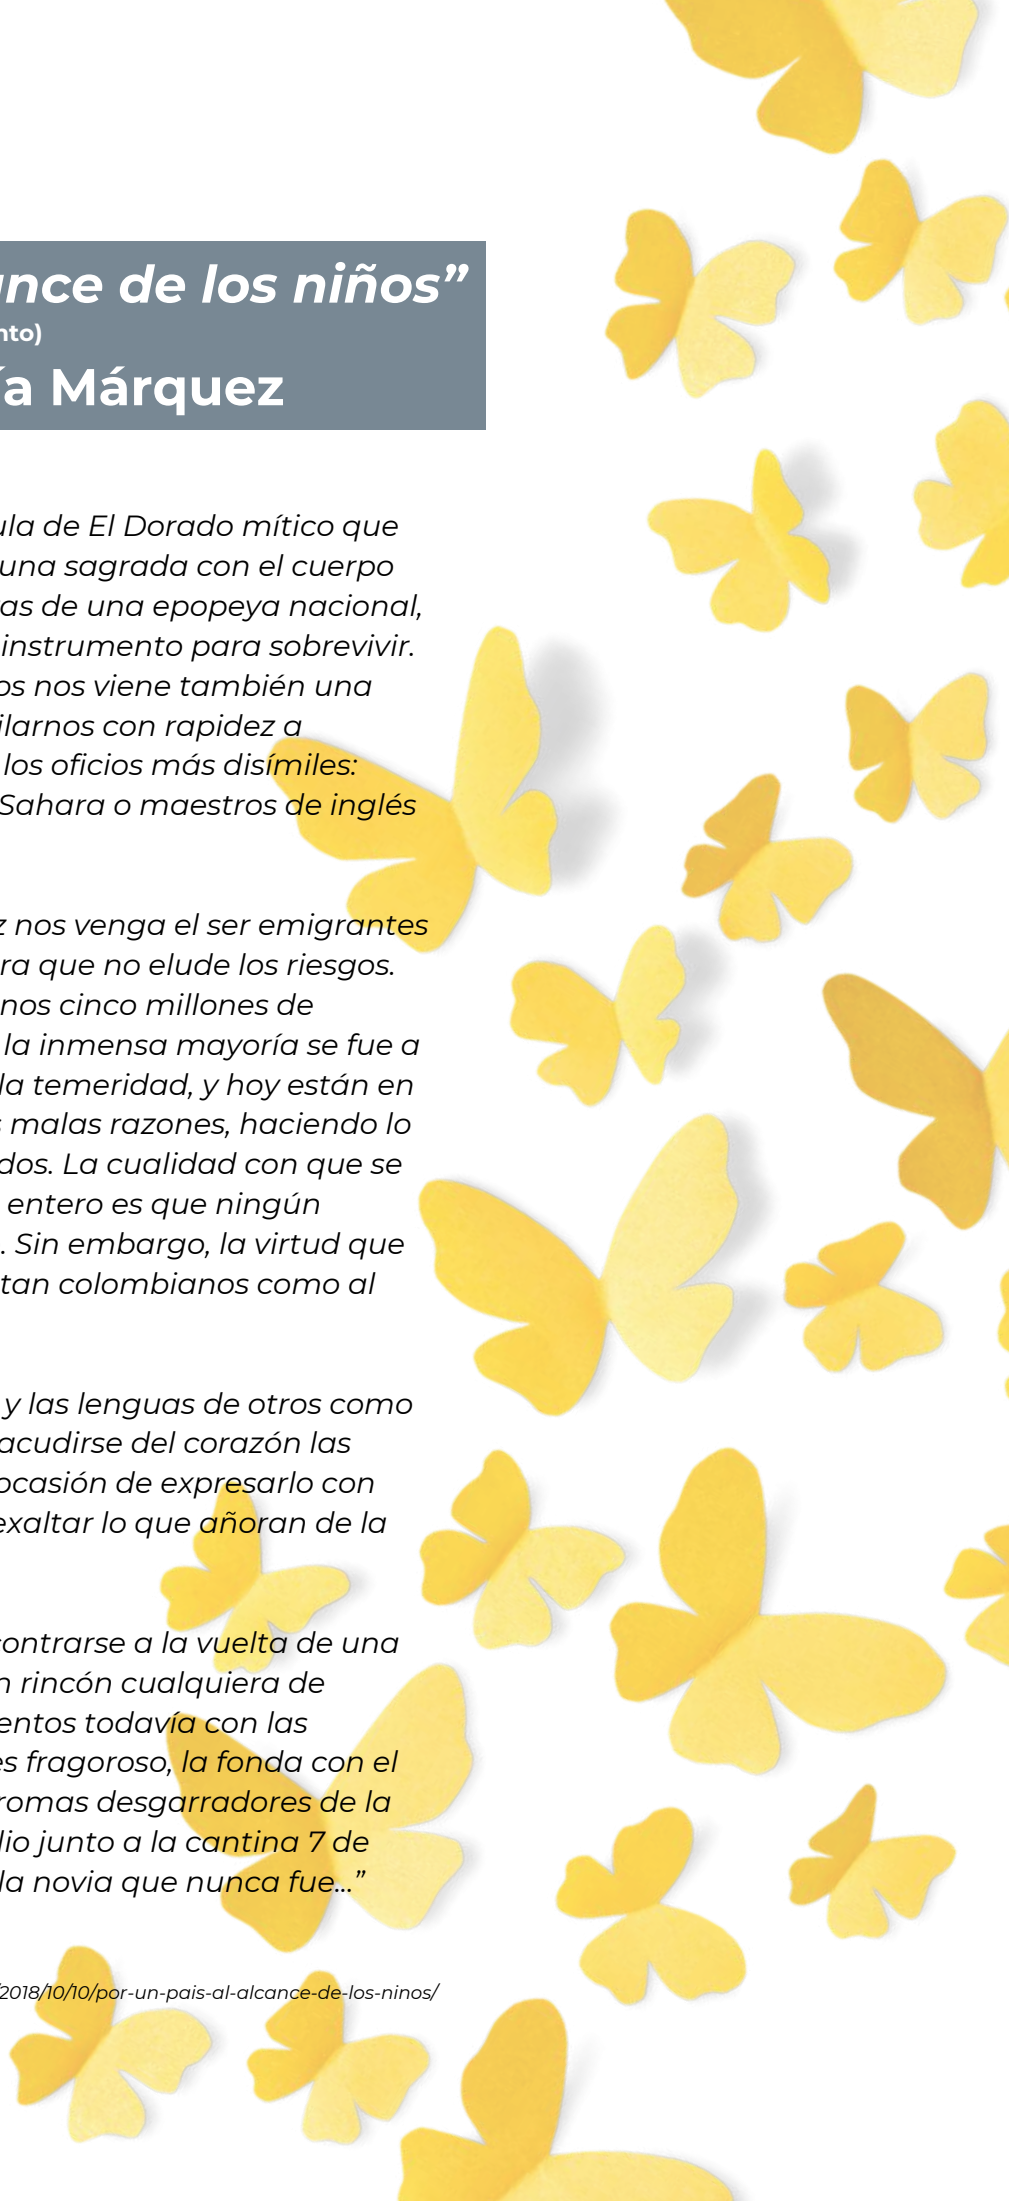 ance de los niños”
nto)
ía Márquez
ula de El Dorado mítico que
una sagrada con el cuerpo
as de una epopeya nacional,
instrumento para sobrevivir.
os nos viene también una
ilarnos con rapidez a
los oficios más disímiles:
Sahara o maestros de inglés
z nos venga el ser emigrantes
ra que no elude los riesgos.
nos cinco millones de
la inmensa mayoría se fue a
la temeridad, y hoy están en
s malas razones, haciendo lo
dos. La cualidad con que se
entero es que ningún
. Sin embargo, la virtud que
tan colombianos como al
y las lenguas de otros como
acudirse del corazón las
ocasión de expresarlo con
exaltar lo que añoran de la
contrarse a la vuelta de una
n rincón cualquiera de
entos todavía con las
es fragoroso, la fonda con el
romas desgarradores de la
lio junto a la cantina 7 de
la novia que nunca fue...”
/2018/10/10/por-un-pais-al-alcance-de-los-ninos/